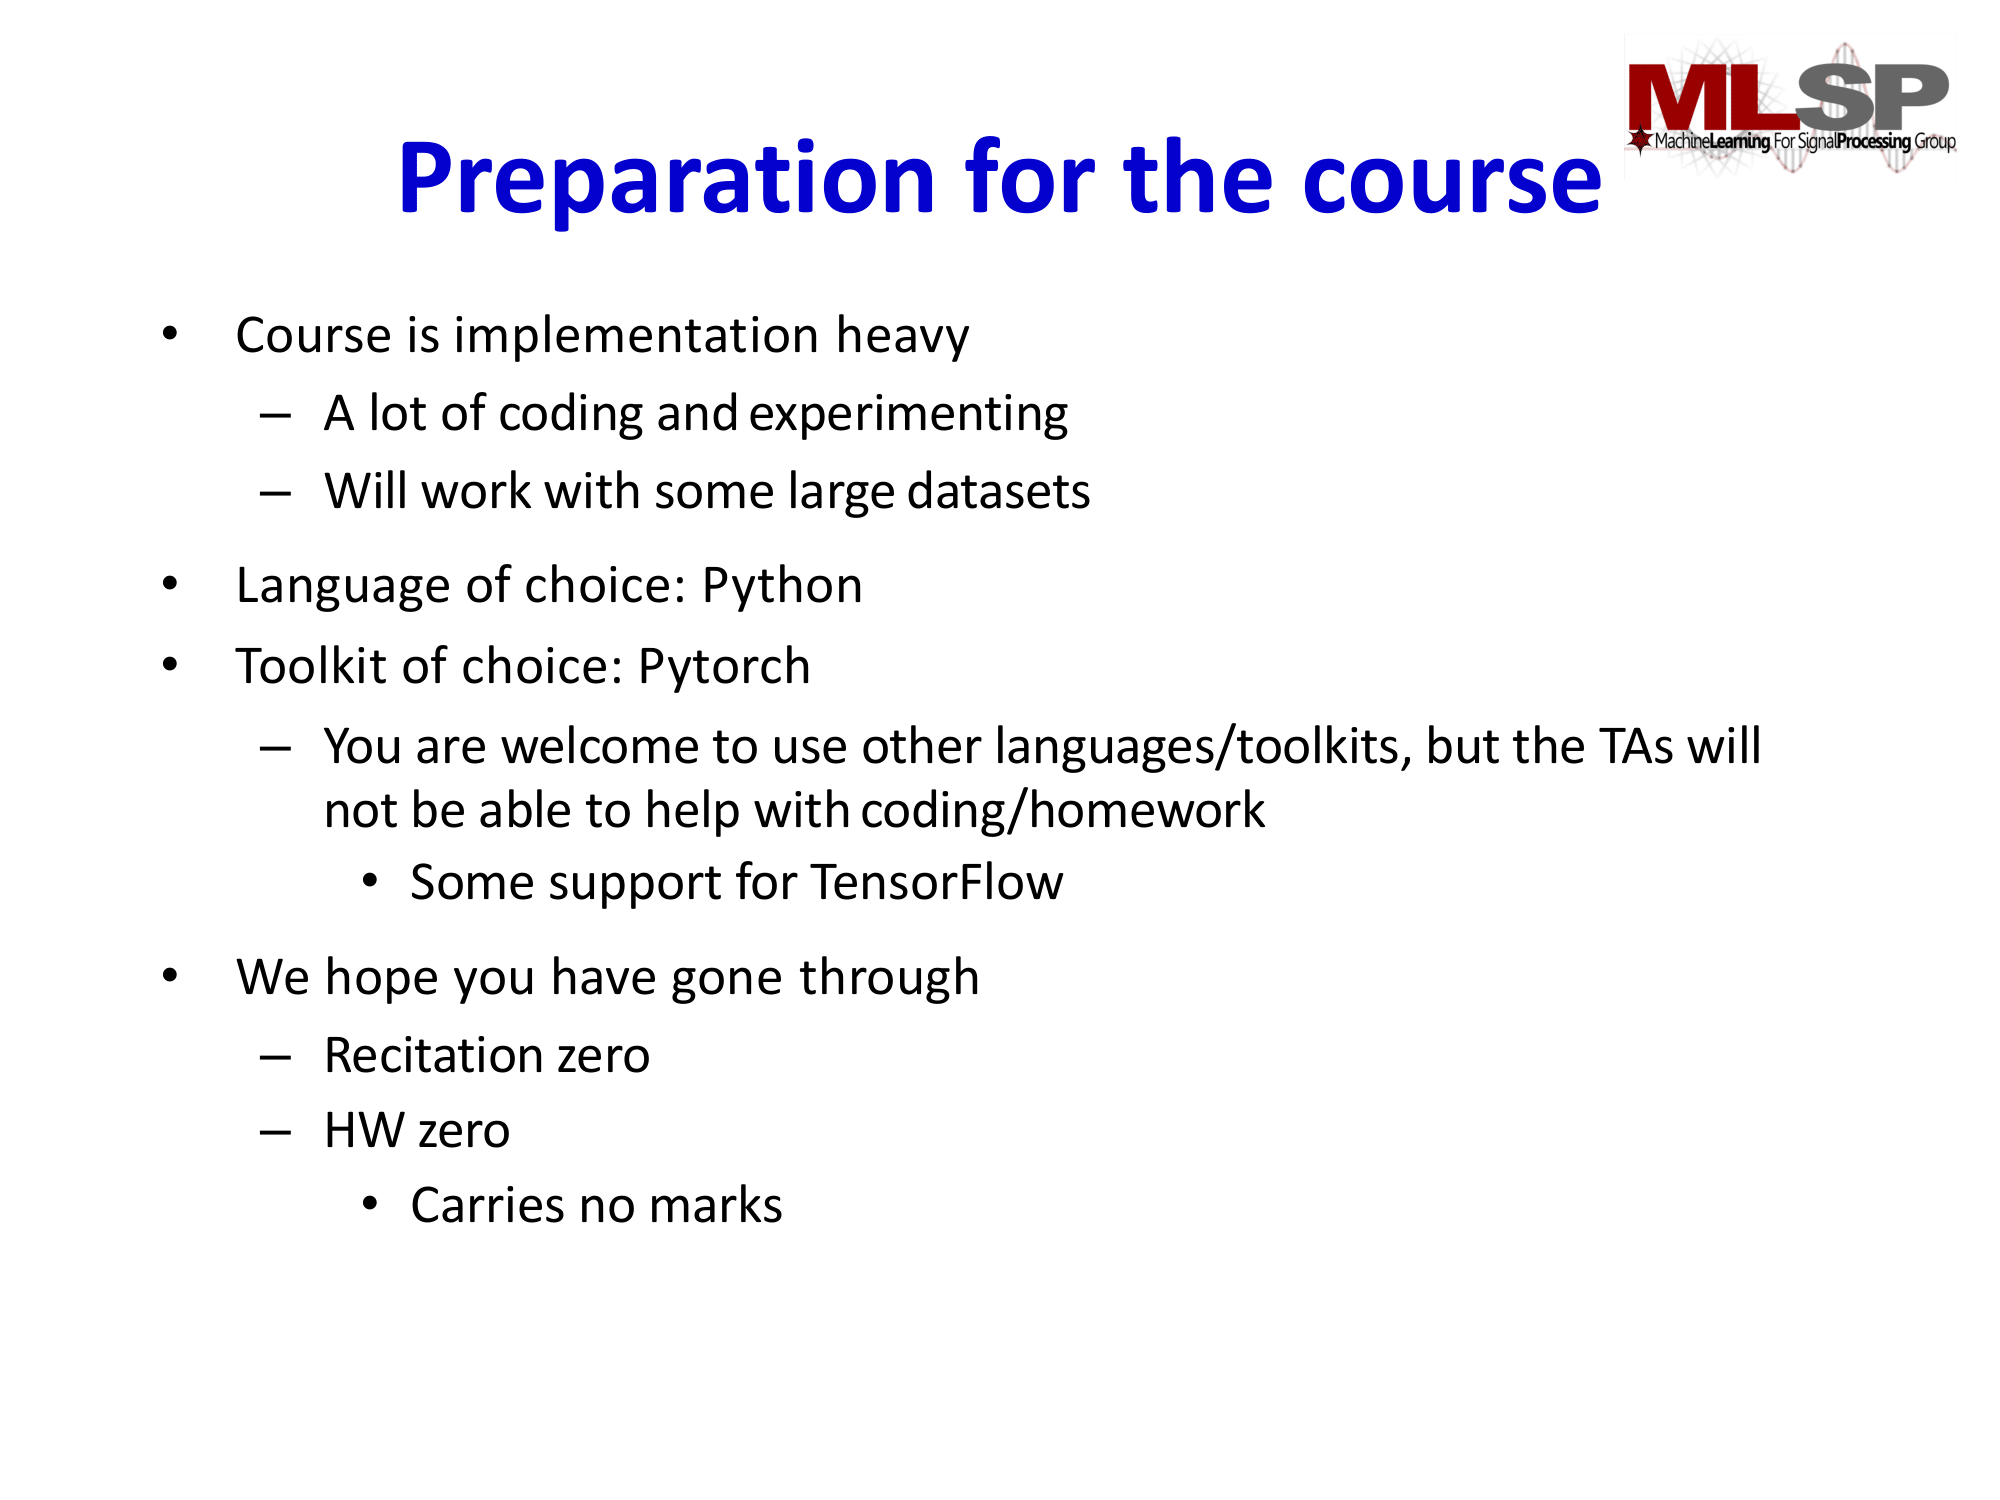 MLSP
MachineLearning For SignalProcessing Group
Preparation for the course
• Course is implementation heavy
– A lot of coding and experimenting
– Will work with some large datasets
• Language of choice: Python
• Toolkit of choice: Pytorch
– You are welcome to use other languages/toolkits, but the TAs will
not be able to help with coding/homework
• Some support for TensorFlow
• We hope you have gone through
– Recitation zero
– HW zero
• Carries no marks